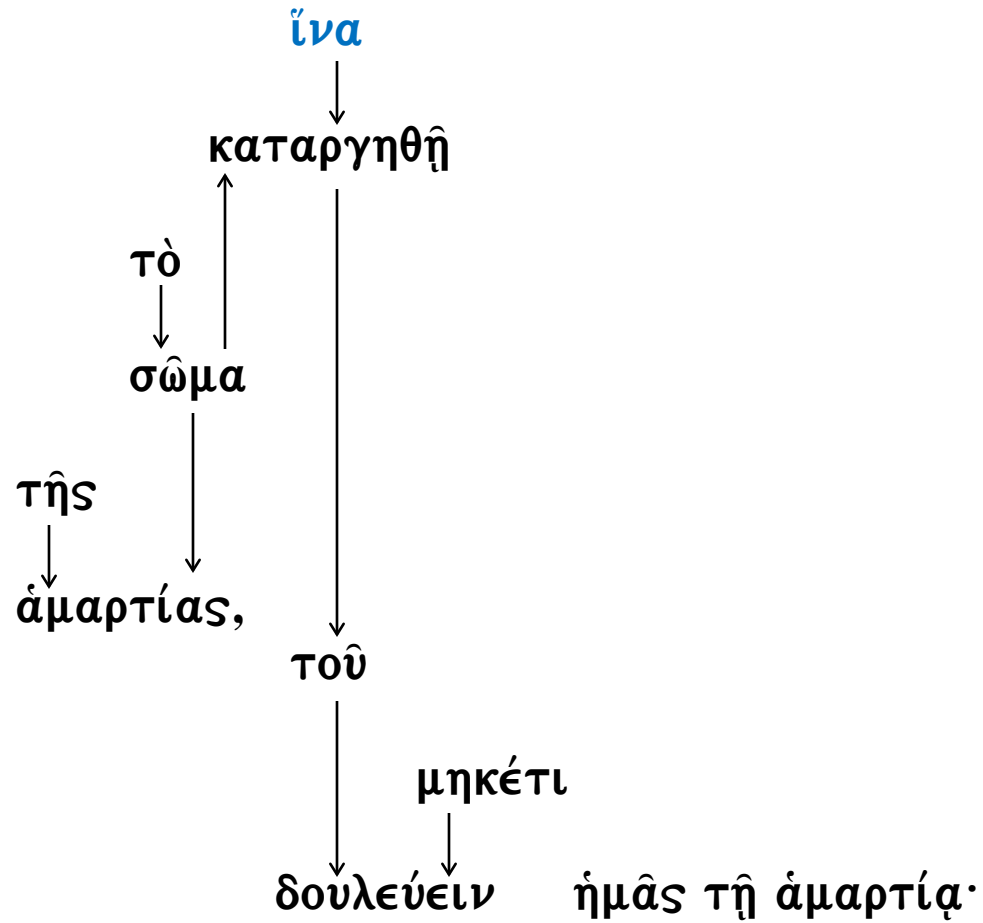 ἵνα
καταργηθῇ
τὸ
σῶμα
τῆς
ἁμαρτίας,
τοῦ
μηκέτι
δουλεύειν ἡμᾶς τῇ ἁμαρτίᾳ·